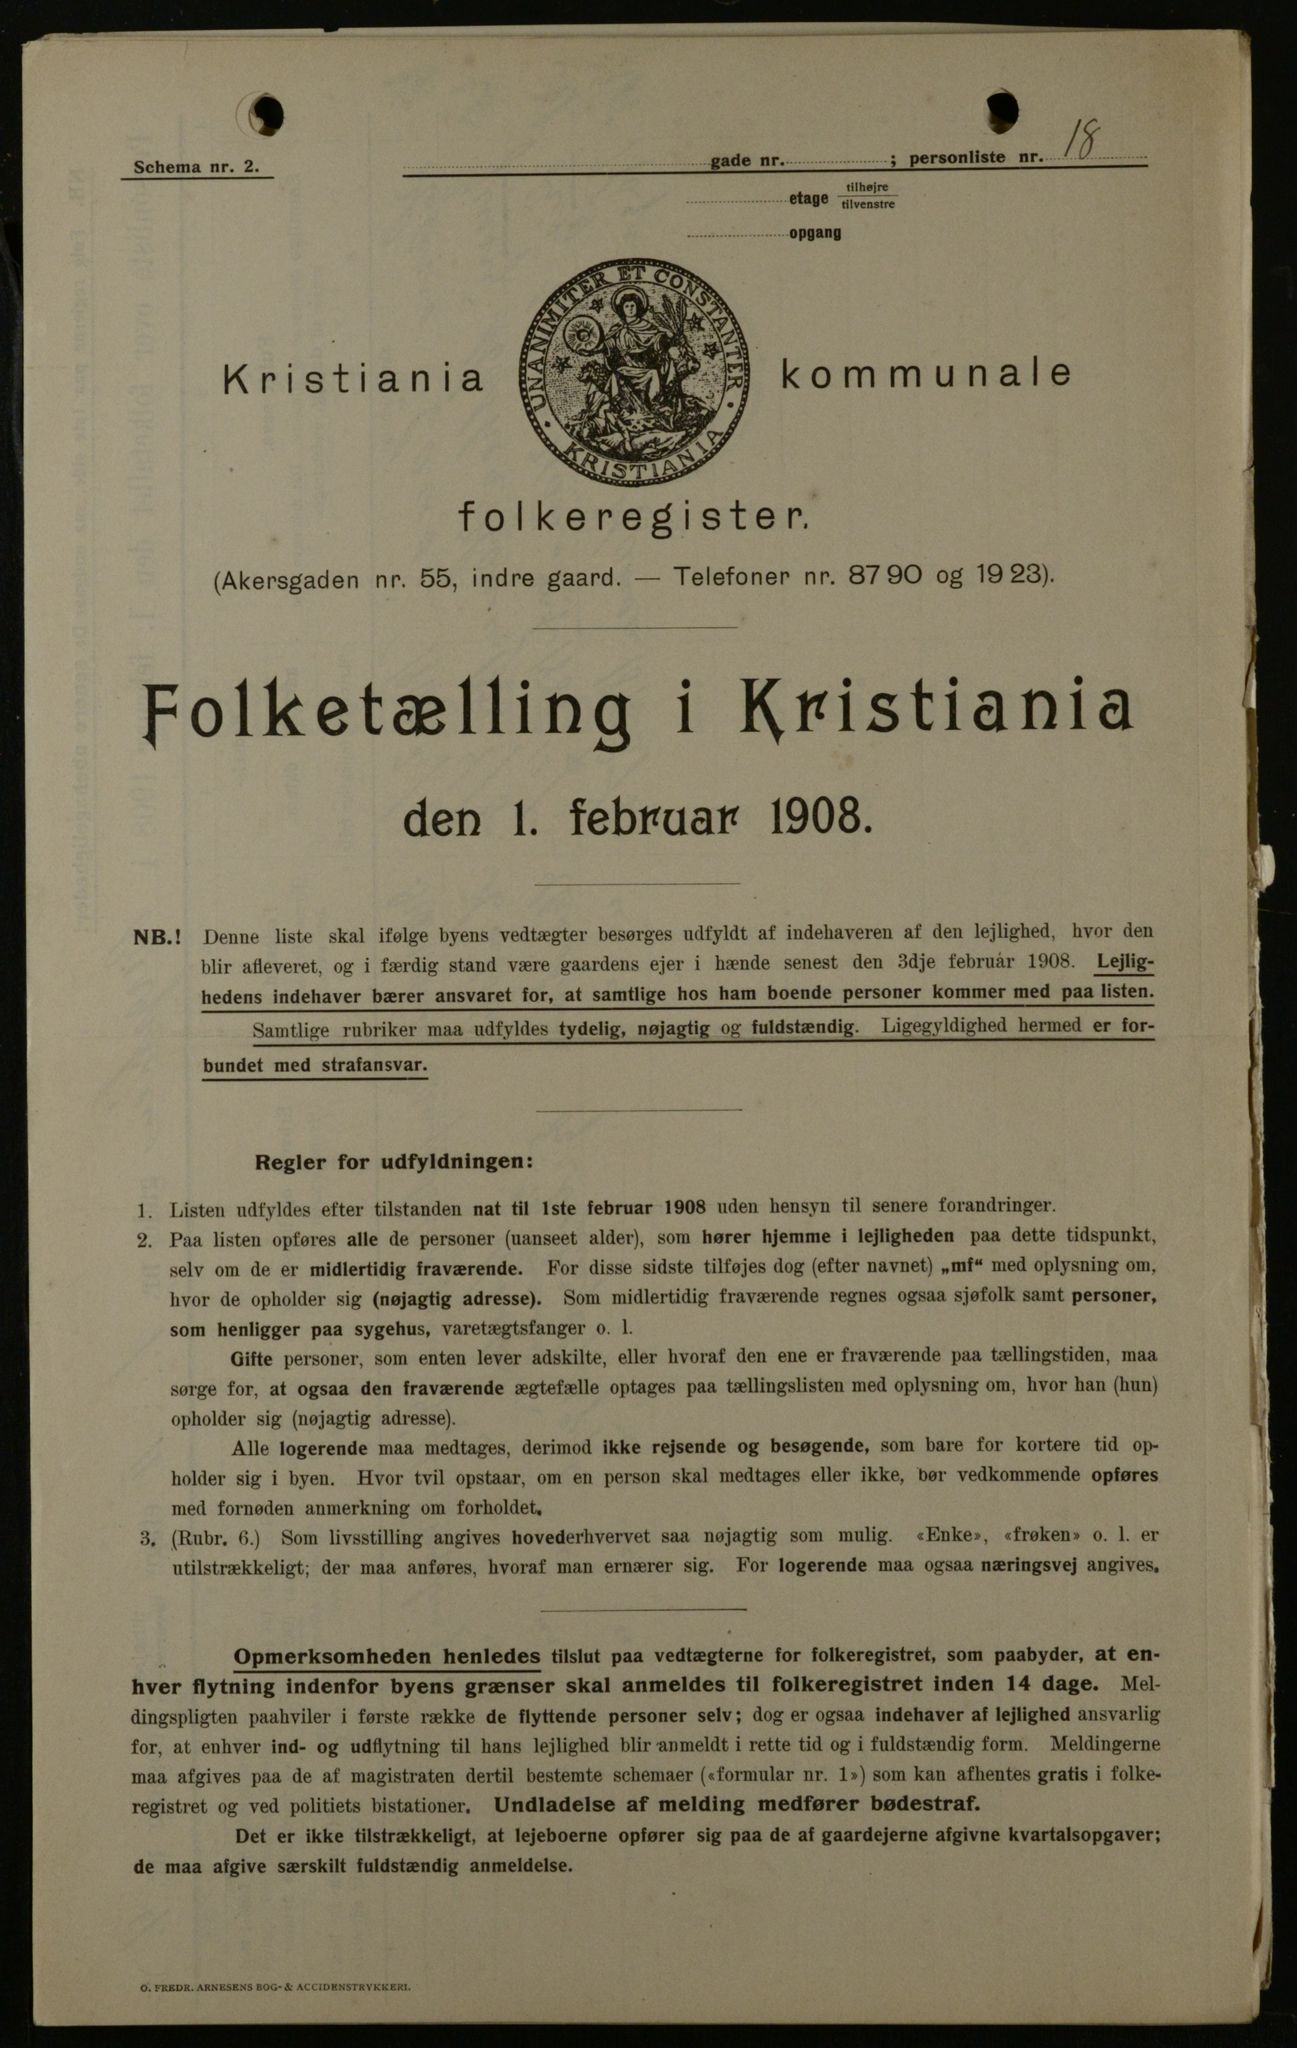 Schema nr. 2.
gade nr. ; personliste nr. 18
etage tilhøjre
tilvenstre
opgang
UNANIMITER ET CONSTANTER
KRISTIANIA
Kristiania kommunale
folkeregister.
(Akersgaden nr. 55, indre gaard. — Telefoner nr. 8790 og 1923).
Folketælling i Kristiania
den 1. februar 1908.
NB.! Denne liste skal ifølge byens vedtægter besørges udfyldt af indehaveren af den lejlighed, hvor den
blir afleveret, og i færdig stand være gaardens ejer i hænde senest den 3dje februar 1908. Lejlig-
hedens indehaver bærer ansvaret for, at samtlige hos ham boende personer kommer med paa listen.
Samtlige rubriker maa udfyldes tydelig, nøjagtig og fuldstændig. Ligegyldighed hermed er for-
bundet med strafansvar.
Regler for udfyldningen:
1. Listen udfyldes efter tilstanden nat til 1ste februar 1908 uden hensyn til senere forandringer.
2. Paa listen opføres alle de personer (uanseet alder), som hører hjemme i lejligheden paa dette tidspunkt,
selv om de er midlertidig fraværende. For disse sidste tilføjes dog (efter navnet) „mf“ med oplysning om,
hvor de opholder sig (nøjagtig adresse). Som midlertidig fraværende regnes ogsaa sjøfolk samt personer,
som henligger paa sygehus, varetægtsfanger o. l.
Gifte personer, som enten lever adskilte, eller hvoraf den ene er fraværende paa tællingstiden, maa
sørge for, at ogsaa den fraværende ægtefælle optages paa tællingslisten med oplysning om, hvor han (hun)
opholder sig (nøjagtig adresse).
Alle logerende maa medtages, derimod ikke rejsende og besøgende, som bare for kortere tid op-
holder sig i byen. Hvor tvil opstaar, om en person skal medtages eller ikke, bør vedkommende opføres
med fornøden anmerkning om forholdet.
3. (Rubr. 6.) Som livsstilling angives hovederhvervet saa nøjagtig som mulig. «Enke», «frøken» o. l. er
utilstrækkeligt; der maa anføres, hvoraf man ernærer sig. For logerende maa ogsaa næringsvej angives.
Opmerksomheden henledes tilslut paa vedtægterne for folkeregistret, som paabyder, at en-
hver flytning indenfor byens grænser skal anmeldes til folkeregistret inden 14 dage. Mel-
dingspligten paahviler i første række de flyttende personer selv; dog er ogsaa indehaver af lejlighed ansvarlig
for, at enhver ind- og udflytning til hans lejlighed blir anmeldt i rette tid og i fuldstændig form. Meldingerne
maa afgives paa de af magistraten dertil bestemte schemaer («formular nr. 1») som kan afhentes gratis i folke-
registret og ved politiets bistationer. Undladelse af melding medfører bødestraf.
Det er ikke tilstrækkeligt, at lejeboerne opfører sig paa de af gaardejerne afgivne kvartalsopgaver;
de maa afgive særskilt fuldstændig anmeldelse.
O. FREDR. ARNESENS BOG- & ACCIDENSTRYKKERI.